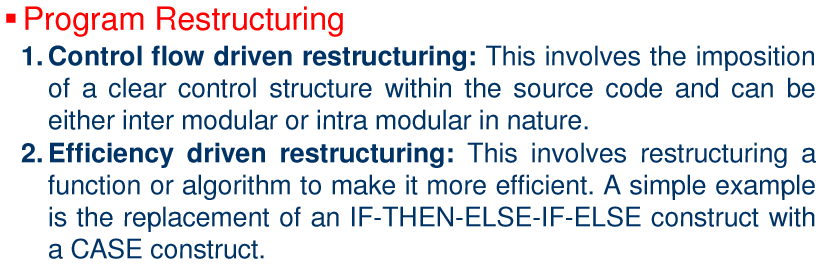 ▪ Program Restructuring
1. Control flow driven restructuring: This involves the imposition
of a clear control structure within the source code and can be
either inter modular or intra modular in nature.
2. Efficiency driven restructuring: This involves restructuring a
function or algorithm to make it more efficient. A simple example
is the replacement of an IF-THEN-ELSE-IF-ELSE construct with
a CASE construct.